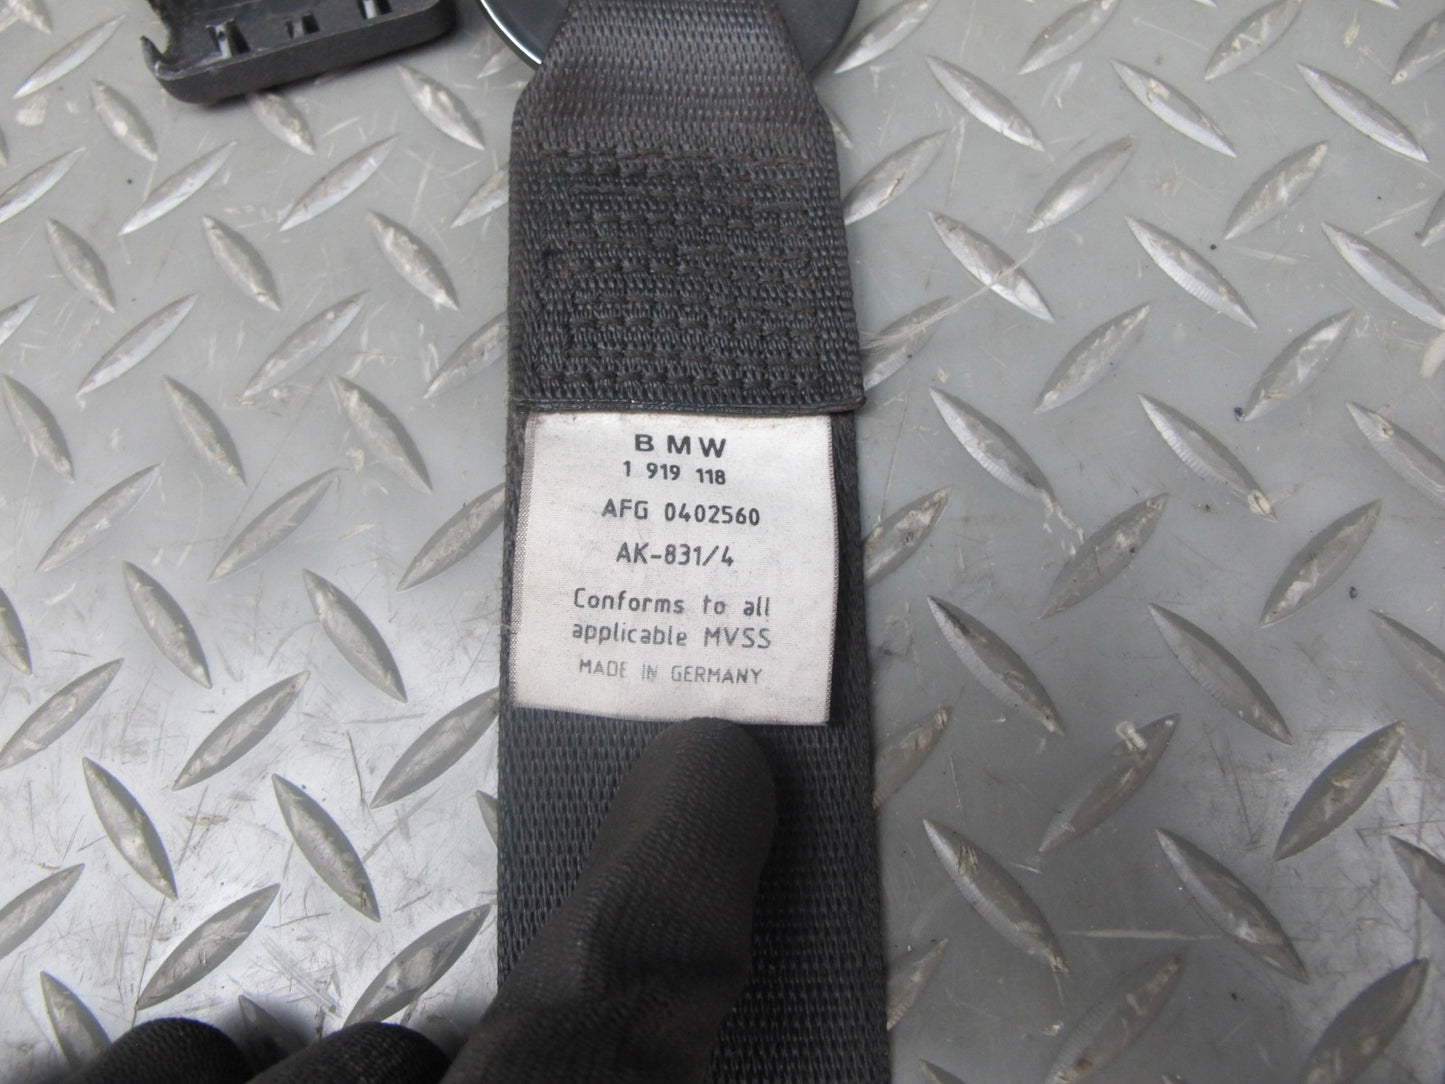 BMW
1 919 118
AFG 0402560
AK-831/4
Conforms to all
applicable MVSS
MADE IN GERMANY